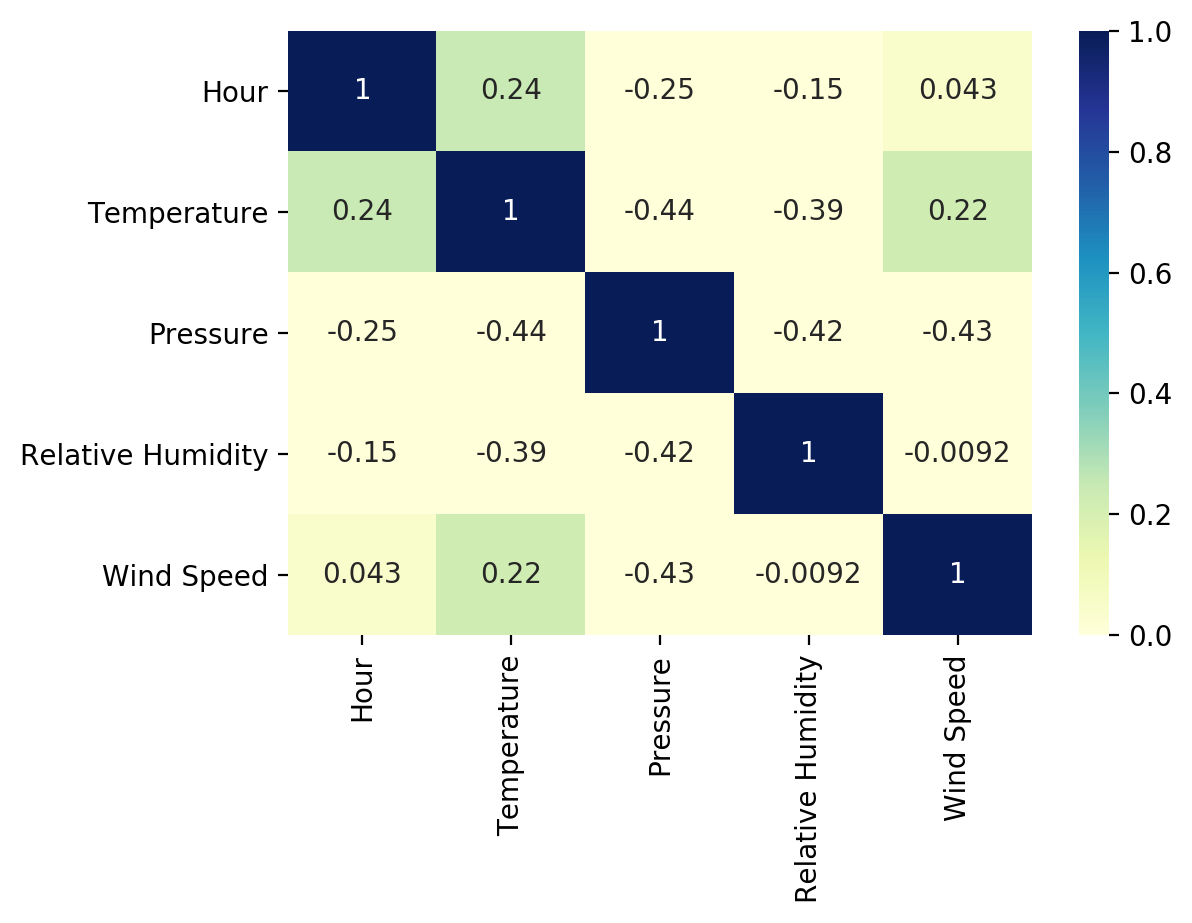 Hour 1 0.24 -0.25 -0.15 0.043
Temperature 0.24 1 -0.44 -0.39 0.22
Pressure -0.25 -0.44 1 -0.42 -0.43
Relative Humidity -0.15 -0.39 -0.42 1 -0.0092
Wind Speed 0.043 0.22 -0.43 -0.0092 1
Hour
Temperature
Pressure
Relative Humidity
Wind Speed
1.0
0.8
0.6
0.4
0.2
0.0